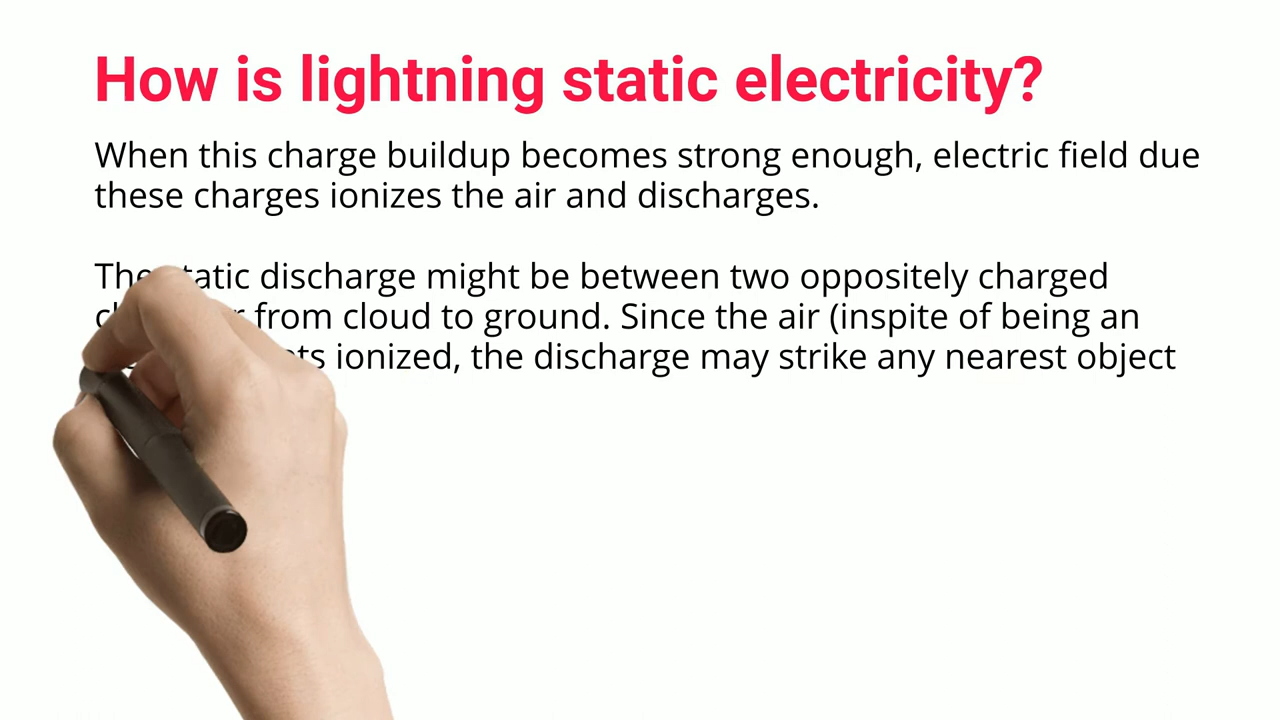 How is lightning static electricity?
When this charge buildup becomes strong enough, electric field due
these charges ionizes the air and discharges.
The static discharge might be between two oppositely charged
from cloud to ground. Since the air (inspite of being an
ionized, the discharge may strike any nearest object